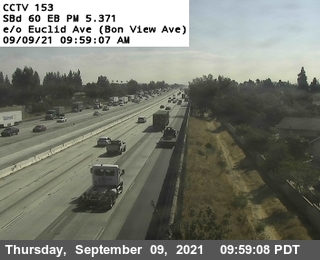 CCTV 153
SBd 60 EB PM 5.371
e/o Euclid Ave (Bon View Ave)
09/09/21 09:59:07 AM
Thursday, September 09, 2021 09:59:08 PDT